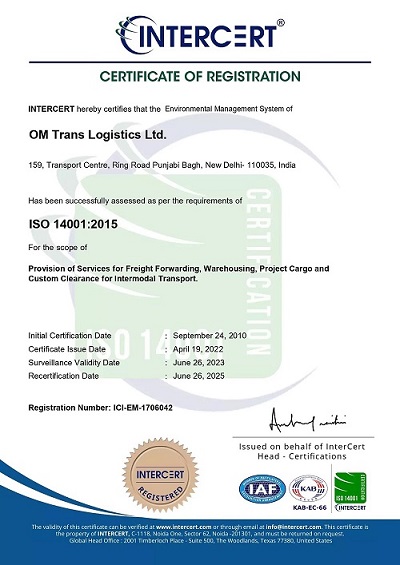 INTERCERT®
CERTIFICATE OF REGISTRATION
INTERCERT hereby certifies that the Environmental Management System of
OM Trans Logistics Ltd.
159, Transport Centre, Ring Road Punjabi Bagh, New Delhi- 110035, India
Has been successfully assessed as per the requirements of
ISO 14001:2015
For the scope of
Provision of Services for Freight Forwarding, Warehousing, Project Cargo and
Custom Clearance for Intermodal Transport.
CERTIFICATION
ISO 14001
Initial Certification Date : September 24, 2010
Certificate Issue Date : April 19, 2022
Surveillance Validity Date : June 26, 2023
Recertification Date : June 26, 2025
Registration Number: ICI-EM-1706042
Issued on behalf of InterCert
Head - Certifications
INTERCERT
REGISTERED
IAF
KAB
KAB-EC-66
ISO 14001
REGISTERED
The validity of this certificate can be verified at www.intercert.com or through email at info@intercert.com. This certificate is
the property of INTERCERT, C-1118, Noida One, Sector 62, Noida -201301, and must be returned on request.
Global Head Office : 2001 Timberloch Place - Suite 500, The Woodlands, Texas 77380, United States